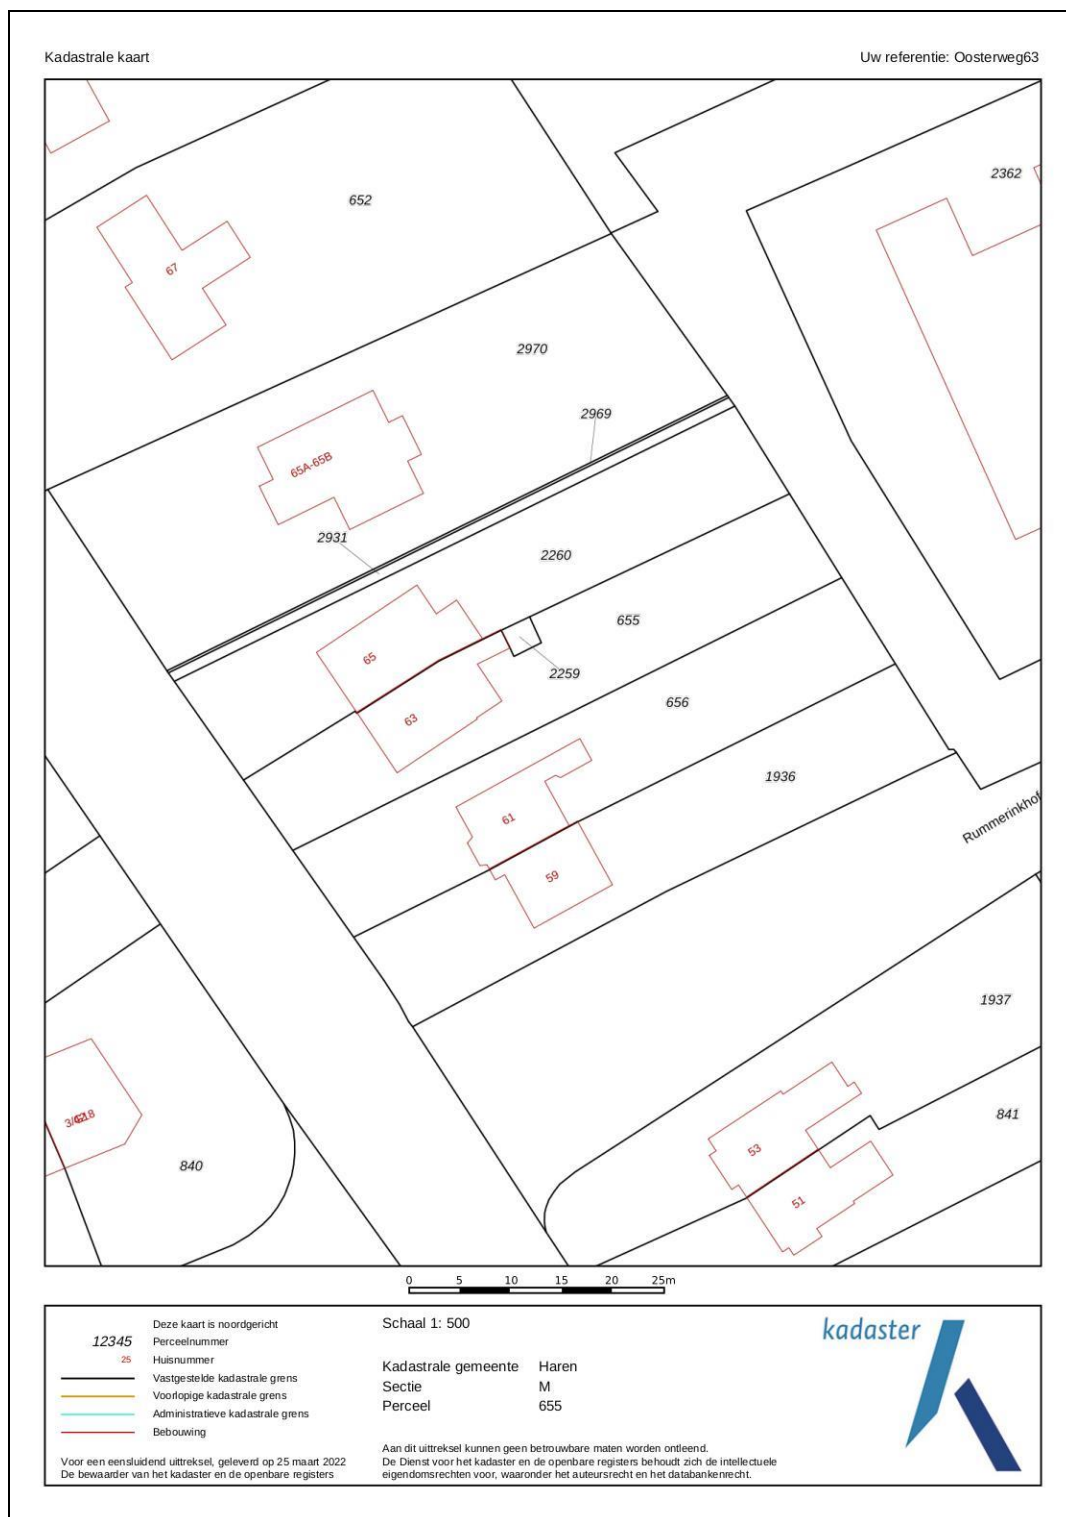 Kadastrale kaart
Uw referentie: Oosterweg63
2362
652
67
2970
2969
65A-65B
2931
2260
655
65
2259
63
656
1936
61
Rummerinkhof
59
1937
841
53
840
51
0 5 10 15 20 25m
Deze kaart is noordgericht
12345 Perceelnummer
25 Huisnummer
Vastgestelde kadastrale grens
Voorlopige kadastrale grens
Administratieve kadastrale grens
Bebouwing
Voor een eensluidend uittreksel, geleverd op 25 maart 2022
De bewaarder van het kadaster en de openbare registers
Schaal 1: 500
Kadastrale gemeente Haren
Sectie M
Perceel 655
Aan dit uittreksel kunnen geen betrouwbare maten worden ontleend.
De Dienst voor het kadaster en de openbare registers behoudt zich de intellectuele
eigendomsrechten voor, waaronder het auteursrecht en het databankenrecht.
kadaster